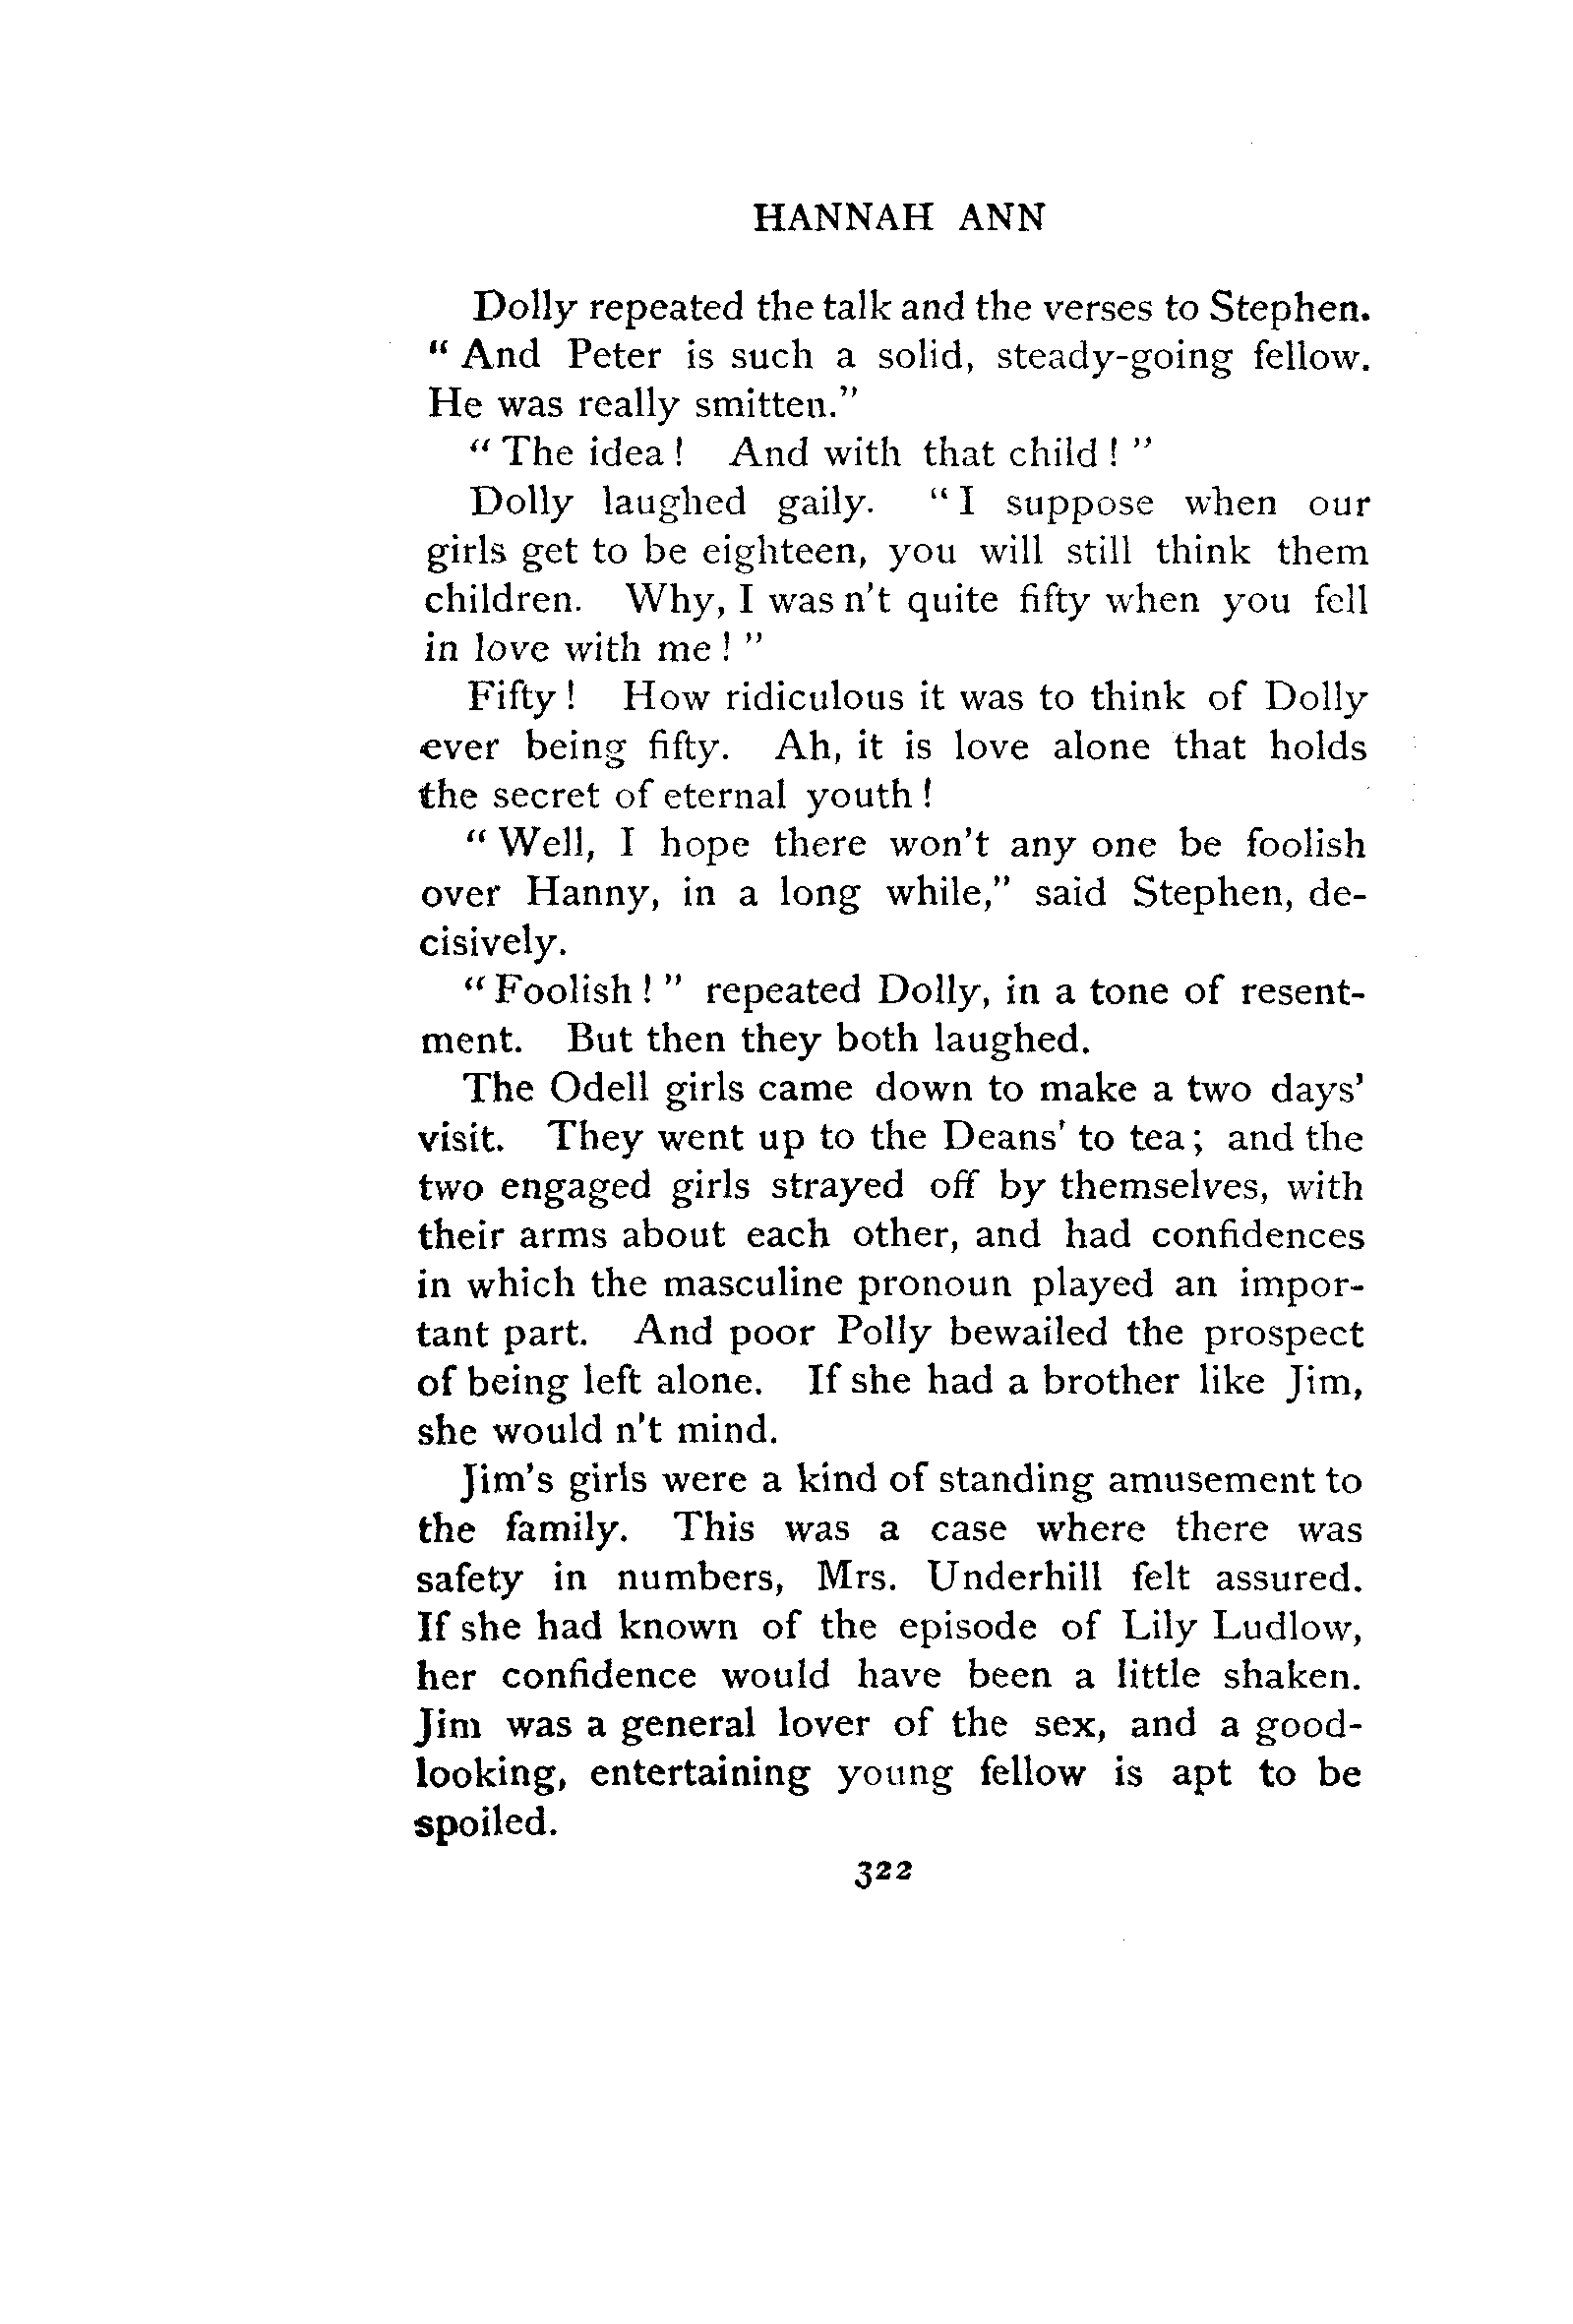 HANNAH ANN
Dolly repeated the talk and the verses to Stephen.
" And Peter is such a solid, steady-going fellow.
He was really smitten."
" The idea ! And with that child ! "
Dolly laughed gaily. " I suppose when our
girls get to be eighteen, you will still think them
children. Why, I was n't quite fifty when you fell
in love with me ! "
Fifty ! How ridiculous it was to think of Dolly
ever being fifty. Ah, it is love alone that holds
the secret of eternal youth !
" Well, I hope there won't any one be foolish
over Hanny, in a long while," said Stephen, de-
cisively.
" Foolish ! " repeated Dolly, in a tone of resent-
ment. But then they both laughed.
The Odell girls came down to make a two days'
visit. They went up to the Deans' to tea ; and the
two engaged girls strayed off by themselves, with
their arms about each other, and had confidences
in which the masculine pronoun played an impor-
tant part. And poor Polly bewailed the prospect
of being left alone. If she had a brother like Jim,
she would n't mind.
Jim's girls were a kind of standing amusement to
the family. This was a case where there was
safety in numbers, Mrs. Underhill felt assured.
If she had known of the episode of Lily Ludlow,
her confidence would have been a little shaken.
Jim was a general lover of the sex, and a good-
looking, entertaining young fellow is apt to be
spoiled.
322